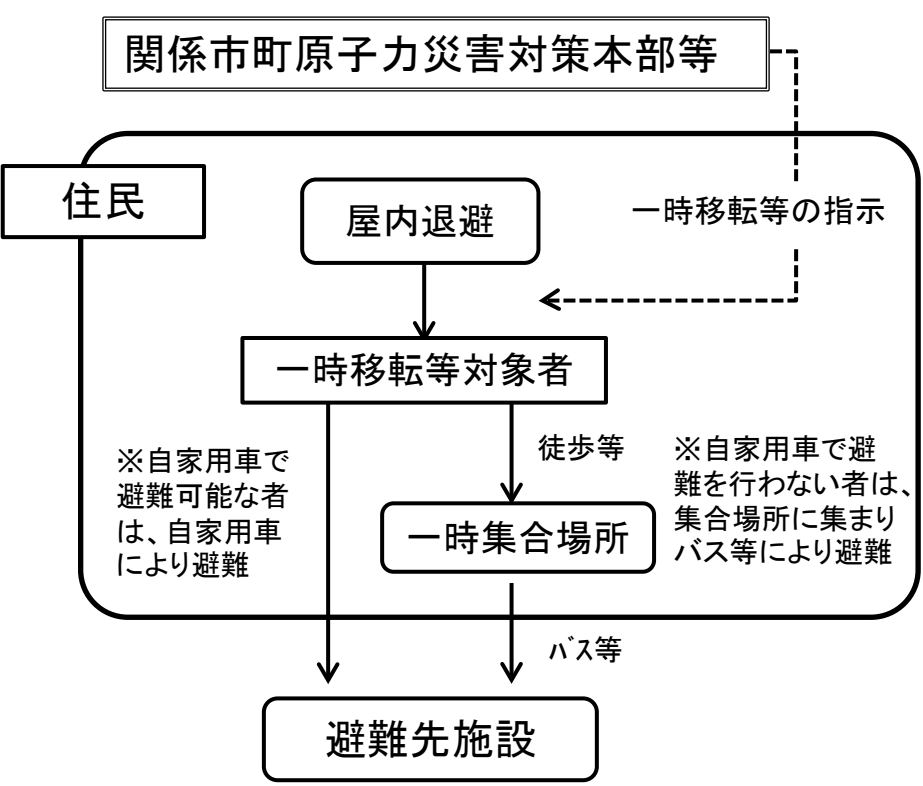 関係市町原子力災害対策本部等
住民
屋内退避
一時移転等の指示
一時移転等対象者
※自家用車で
避難可能な者
は、自家用車
により避難
徒歩等
※自家用車で避
難を行わない者は、
集合場所に集まり
バス等により避難
一時集合場所
ﾊﾞｽ等
避難先施設